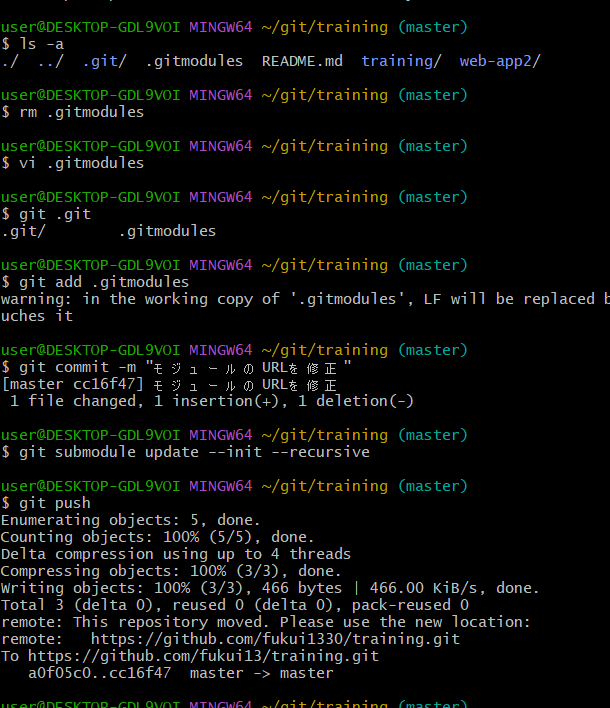 user@DESKTOP-GDL9VOI MINGW64 ~/git/training (master)
$ ls -a
./ ../ .git/ .gitmodules README.md training/ web-app2/
user@DESKTOP-GDL9VOI MINGW64 ~/git/training (master)
$ rm .gitmodules
user@DESKTOP-GDL9VOI MINGW64 ~/git/training (master)
$ vi .gitmodules
user@DESKTOP-GDL9VOI MINGW64 ~/git/training (master)
$ git .git
.git/ .gitmodules
user@DESKTOP-GDL9VOI MINGW64 ~/git/training (master)
$ git add .gitmodules
warning: in the working copy of '.gitmodules', LF will be replaced b
uches it
user@DESKTOP-GDL9VOI MINGW64 ~/git/training (master)
$ git commit -m "モジュールのURLを修正"
[master cc16f47] モジュールのURLを修正
1 file changed, 1 insertion(+), 1 deletion(-)
user@DESKTOP-GDL9VOI MINGW64 ~/git/training (master)
$ git submodule update --init --recursive
user@DESKTOP-GDL9VOI MINGW64 ~/git/training (master)
$ git push
Enumerating objects: 5, done.
Counting objects: 100% (5/5), done.
Delta compression using up to 4 threads
Compressing objects: 100% (3/3), done.
Writing objects: 100% (3/3), 466 bytes | 466.00 KiB/s, done.
Total 3 (delta 0), reused 0 (delta 0), pack-reused 0
remote: This repository moved. Please use the new location:
remote: https://github.com/fukui1330/training.git
To https://github.com/fukui13/training.git
a0f05c0..cc16f47 master -> master
user@DESKTOP-GDL9VOI MINGW64 ~/git/training (master)